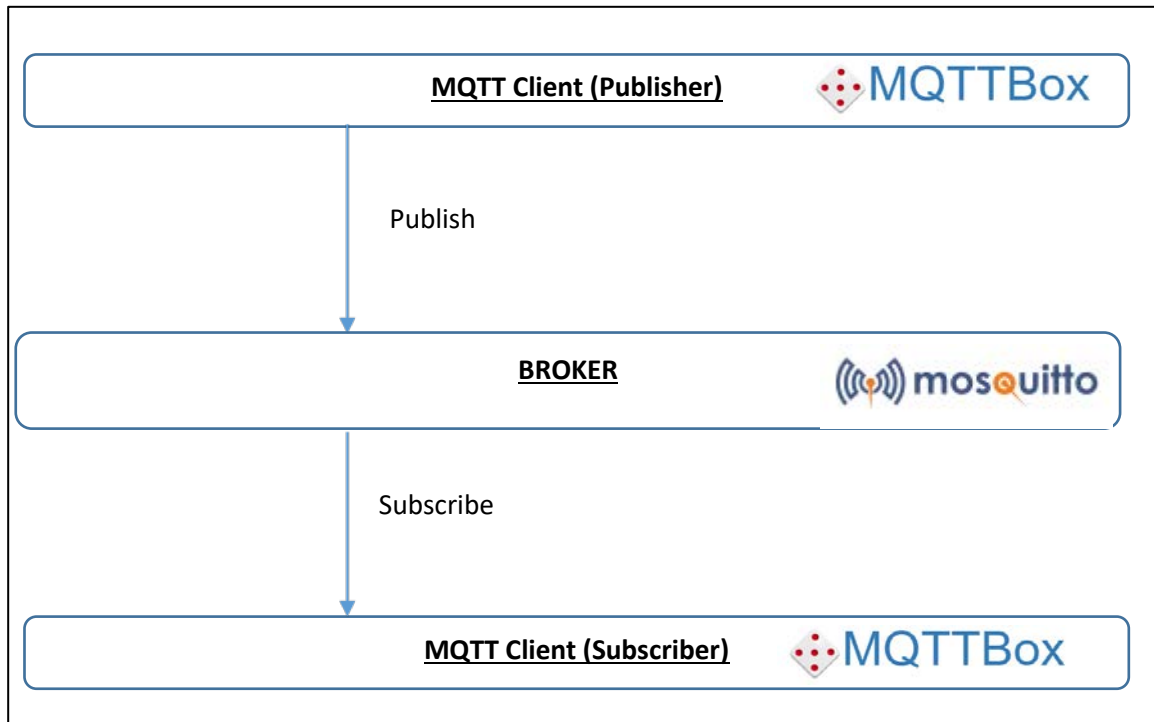 MQTT Client (Publisher) MQTTBox
Publish
BROKER mosquitto
Subscribe
MQTT Client (Subscriber) MQTTBox